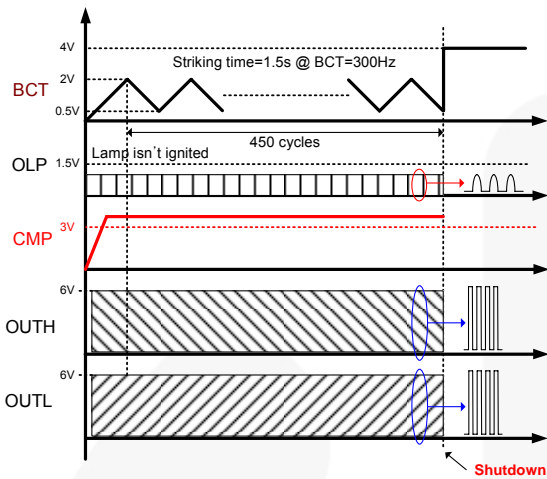 4V
Striking time=1.5s @ BCT=300Hz
BCT
2V
0.5V
450 cycles
OLP
1.5V
Lamp isn't ignited
CMP
3V
6V
OUTH
6V
OUTL
Shutdown